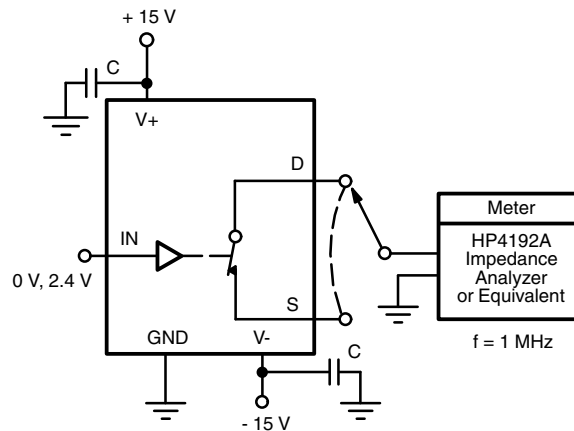 + 15 V
C
V+
D
Meter
IN
HP4192A
Impedance
Analyzer
or Equivalent
0 V, 2.4 V
S
GND
V-
C
f = 1 MHz
- 15 V